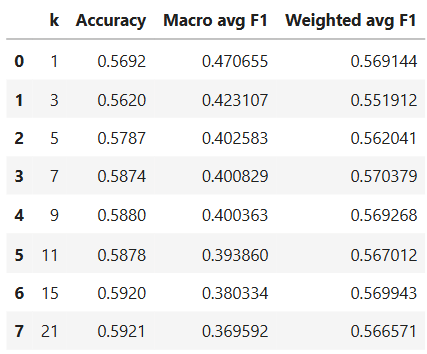 k Accuracy Macro avg F1 Weighted avg F1
0 1 0.5692 0.470655 0.569144
1 3 0.5620 0.423107 0.551912
2 5 0.5787 0.402583 0.562041
3 7 0.5874 0.400829 0.570379
4 9 0.5880 0.400363 0.569268
5 11 0.5878 0.393860 0.567012
6 15 0.5920 0.380334 0.569943
7 21 0.5921 0.369592 0.566571